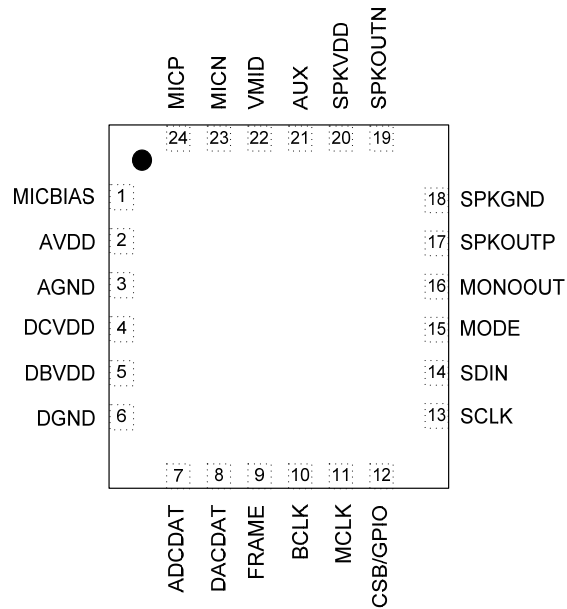 MICP
MICN
VMID
AUX
SPKVDD
SPKOUTN
24
23
22
21
20
19
MICBIAS 1
AVDD 2
AGND 3
DCVDD 4
DBVDD 5
DGND 6
18 SPKGND
17 SPKOUTP
16 MONOOUT
15 MODE
14 SDIN
13 SCLK
7
8
9
10
11
12
ADCDAT
DACDAT
FRAME
BCLK
MCLK
CSB/GPIO